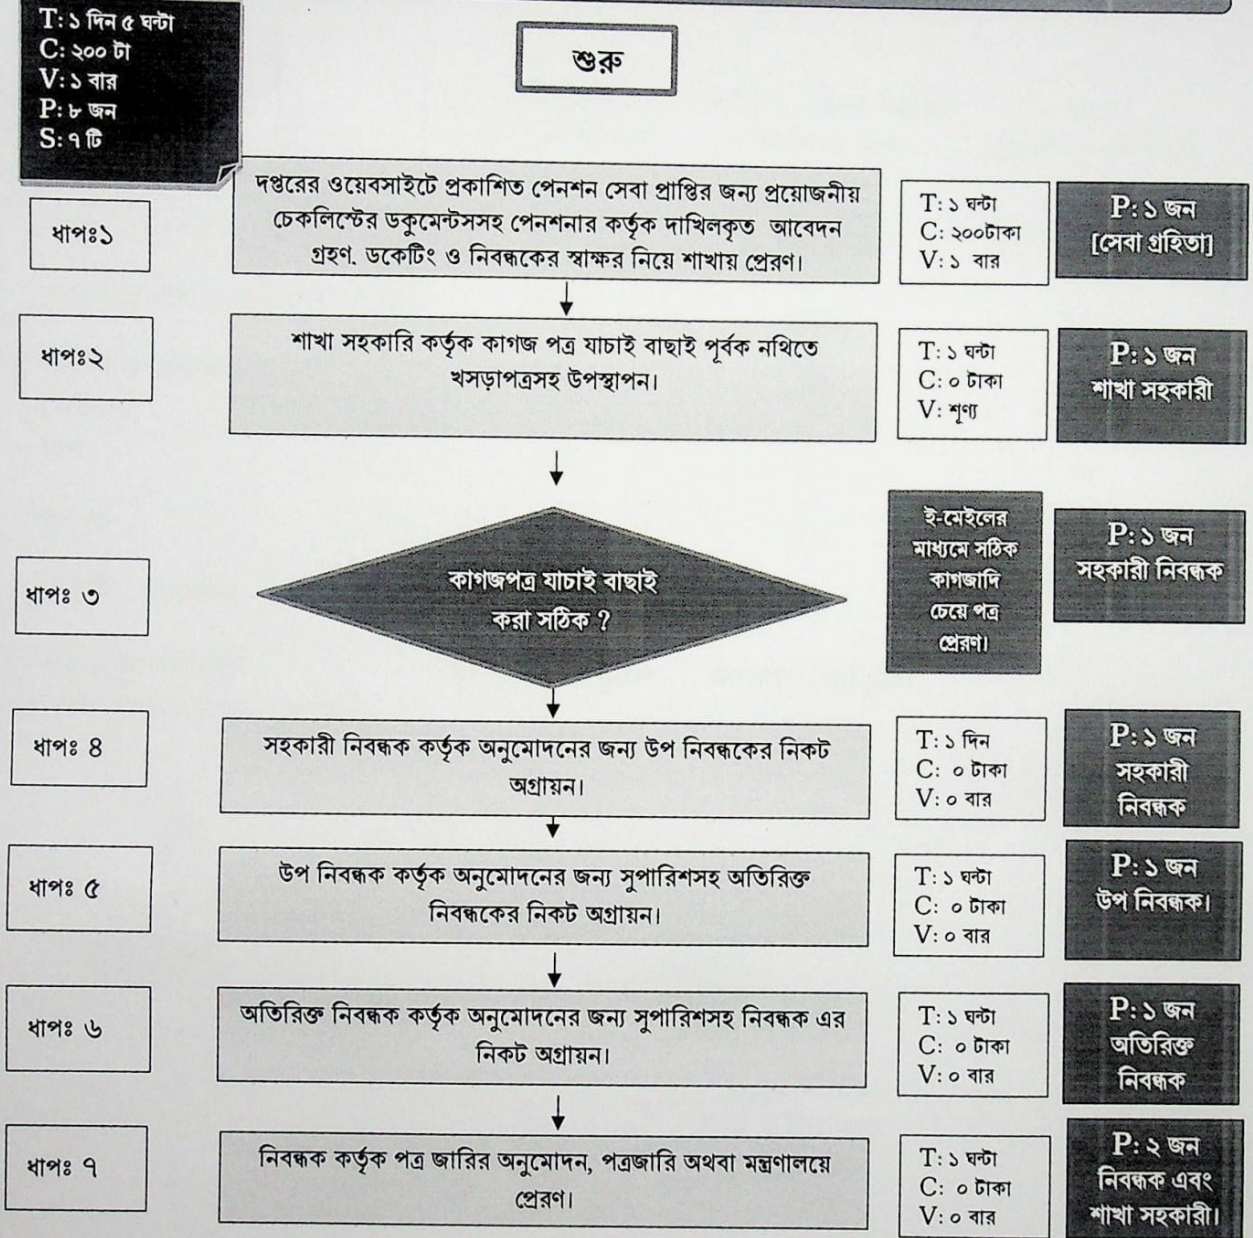 T: ১ দিন ৫ ঘন্টা
C: ২০০ টা
V: ১ বার
P: ৮ জন
S: ৭ টি
শুরু
ধাপঃ১
দপ্তরের ওয়েবসাইটে প্রকাশিত পেনশন সেবা প্রাপ্তির জন্য প্রয়োজনীয়
চেকলিস্টের ডকুমেন্টসসহ পেনশনার কর্তৃক দাখিলকৃত আবেদন
গ্রহণ, ডকেটিং ও নিবন্ধকের স্বাক্ষর নিয়ে শাখায় প্রেরণ।
T: ১ ঘন্টা
C: ২০০টাকা
V: ১ বার
P: ১ জন
[সেবা গ্রহিতা]
ধাপঃ২
শাখা সহকারি কর্তৃক কাগজ পত্র যাচাই বাছাই পূর্বক নথিতে
খসড়াপত্রসহ উপস্থাপন।
T: ১ ঘন্টা
C: ০ টাকা
V: শূণ্য
P: ১ জন
শাখা সহকারী
ধাপঃ ৩
কাগজপত্র যাচাই বাছাই
করা সঠিক ?
ই-মেইলের
মাধ্যমে সঠিক
কাগজাদি
চেয়ে পত্র
প্রেরণ।
P: ১ জন
সহকারী নিবন্ধক
ধাপঃ ৪
সহকারী নিবন্ধক কর্তৃক অনুমোদনের জন্য উপ নিবন্ধকের নিকট
অগ্রায়ন।
T: ১ দিন
C: ০ টাকা
V: ০ বার
P: ১ জন
সহকারী
নিবন্ধক
ধাপঃ ৫
উপ নিবন্ধক কর্তৃক অনুমোদনের জন্য সুপারিশসহ অতিরিক্ত
নিবন্ধকের নিকট অগ্রায়ন।
T: ১ ঘন্টা
C: ০ টাকা
V: ০ বার
P: ১ জন
উপ নিবন্ধক।
ধাপঃ ৬
অতিরিক্ত নিবন্ধক কর্তৃক অনুমোদনের জন্য সুপারিশসহ নিবন্ধক এর
নিকট অগ্রায়ন।
T: ১ ঘন্টা
C: ০ টাকা
V: ০ বার
P: ১ জন
অতিরিক্ত
নিবন্ধক
ধাপঃ ৭
নিবন্ধক কর্তৃক পত্র জারির অনুমোদন, পত্রজারি অথবা মন্ত্রণালয়ে
প্রেরণ।
T: ১ ঘন্টা
C: ০ টাকা
V: ০ বার
P: ২ জন
নিবন্ধক এবং
শাখা সহকারী।